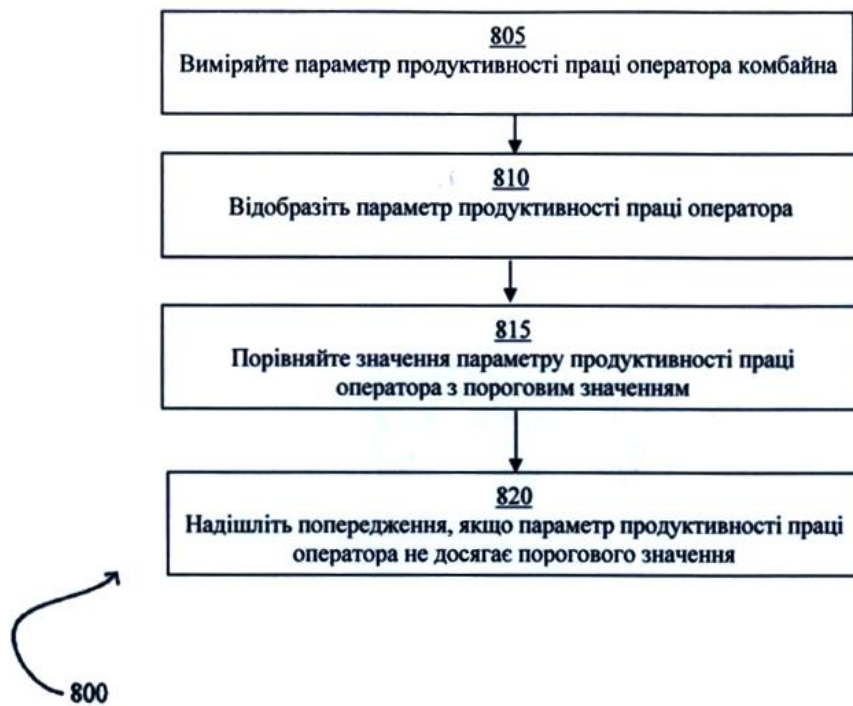 805
Виміряйте параметр продуктивності праці оператора комбайна
810
Відобразіть параметр продуктивності праці оператора
815
Порівняйте значення параметру продуктивності праці
оператора з пороговим значенням
820
Надішліть попередження, якщо параметр продуктивності праці
оператора не досягає порогового значення
800